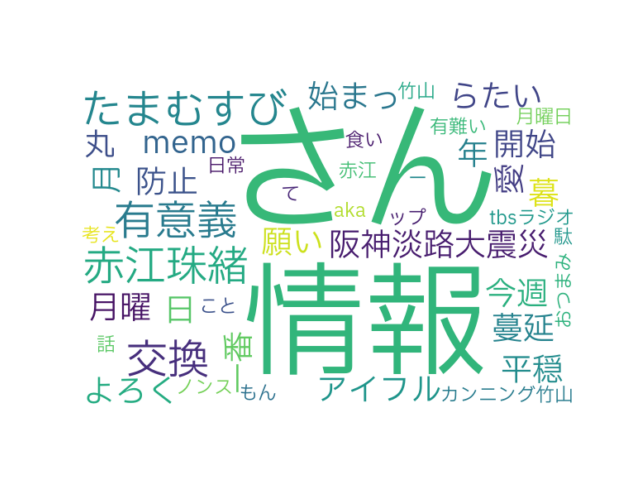 たまむすび
始まっ
竹山
らたい
月曜日
さん
有難い
丸
memo
食い
年
開始
日常
赤江
一
愛
月
防止
て
aka
ップ
暮
tbsラジオ
有意義
考え
願い
阪神淡路大震災
駄
赤江珠緒
情報
今週
おつまみ
月曜
日
こと
蔓延
話
交換
一番
平穏
よろく
ノンス
もん
アイフル
カンニング竹山